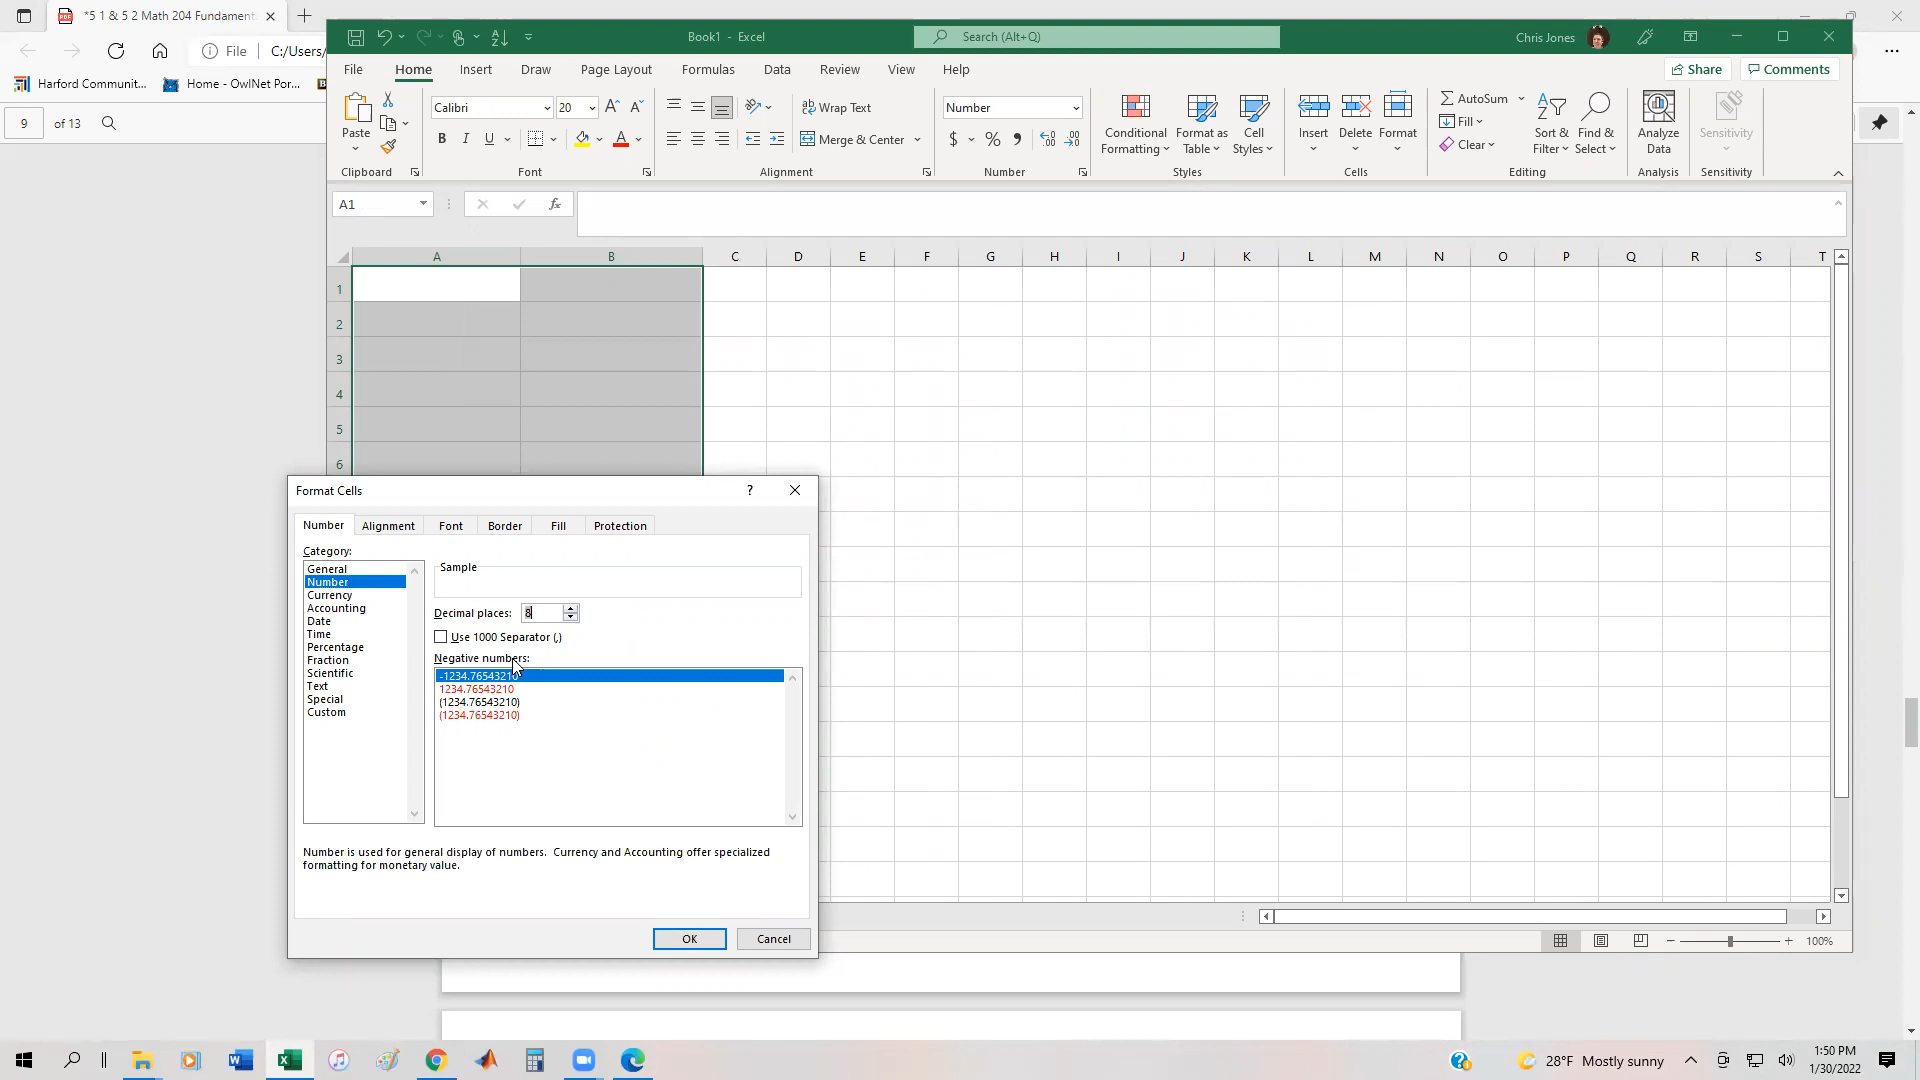 *5 1 & 5 2 Math 204 Fundament
File C:/Users/
Harford Communit... Home - OwlNet Por...
9 of 13
Book1 - Excel
Search (Alt+Q)
Chris Jones
File Home Insert Draw Page Layout Formulas Data Review View Help
Share Comments
Paste
Clipboard
Calibri 20
B I U A
Font
Wrap Text
Merge & Center
Alignment
Number
$ %
Number
Conditional Formatting
Format as Table
Cell Styles
Styles
Insert Delete Format
Cells
AutoSum
Fill
Clear
Sort & Filter
Find & Select
Editing
Analyze Data
Analysis
Sensitivity
Sensitivity
A1
fx
A B C D E F G H I J K L M N O P Q R S T
1
2
3
4
5
6
Format Cells
Number Alignment Font Border Fill Protection
Category:
General
Number
Currency
Accounting
Date
Time
Percentage
Fraction
Scientific
Text
Special
Custom
Sample
Decimal places: 8
Use 1000 Separator (,)
Negative numbers:
-1234.76543210
1234.76543210
(1234.76543210)
(1234.76543210)
Number is used for general display of numbers. Currency and Accounting offer specialized
formatting for monetary value.
OK Cancel
100%
28°F Mostly sunny
1:50 PM
1/30/2022